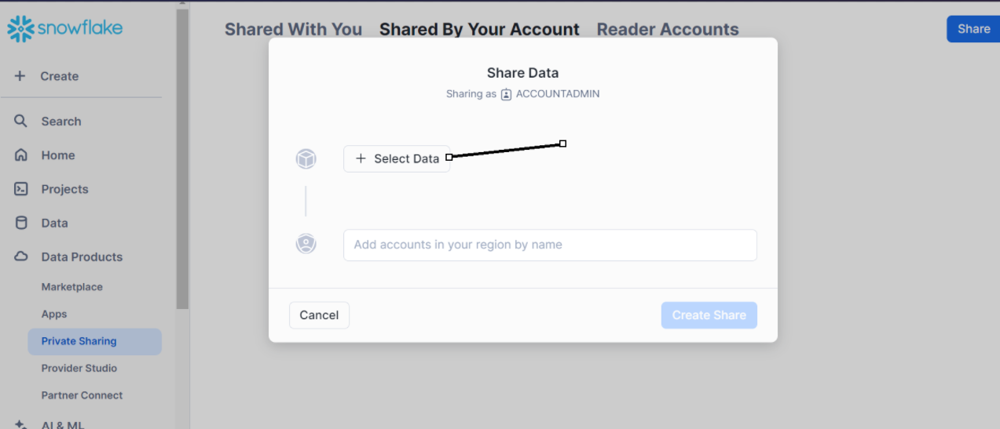 snowflake
Create
Search
Home
Projects
Data
Data Products
Marketplace
Apps
Private Sharing
Provider Studio
Partner Connect
AI & ML
Shared With You Shared By Your Account Reader Accounts
Share
Share Data
Sharing as ACCOUNTADMIN
+ Select Data
Add accounts in your region by name
Cancel
Create Share